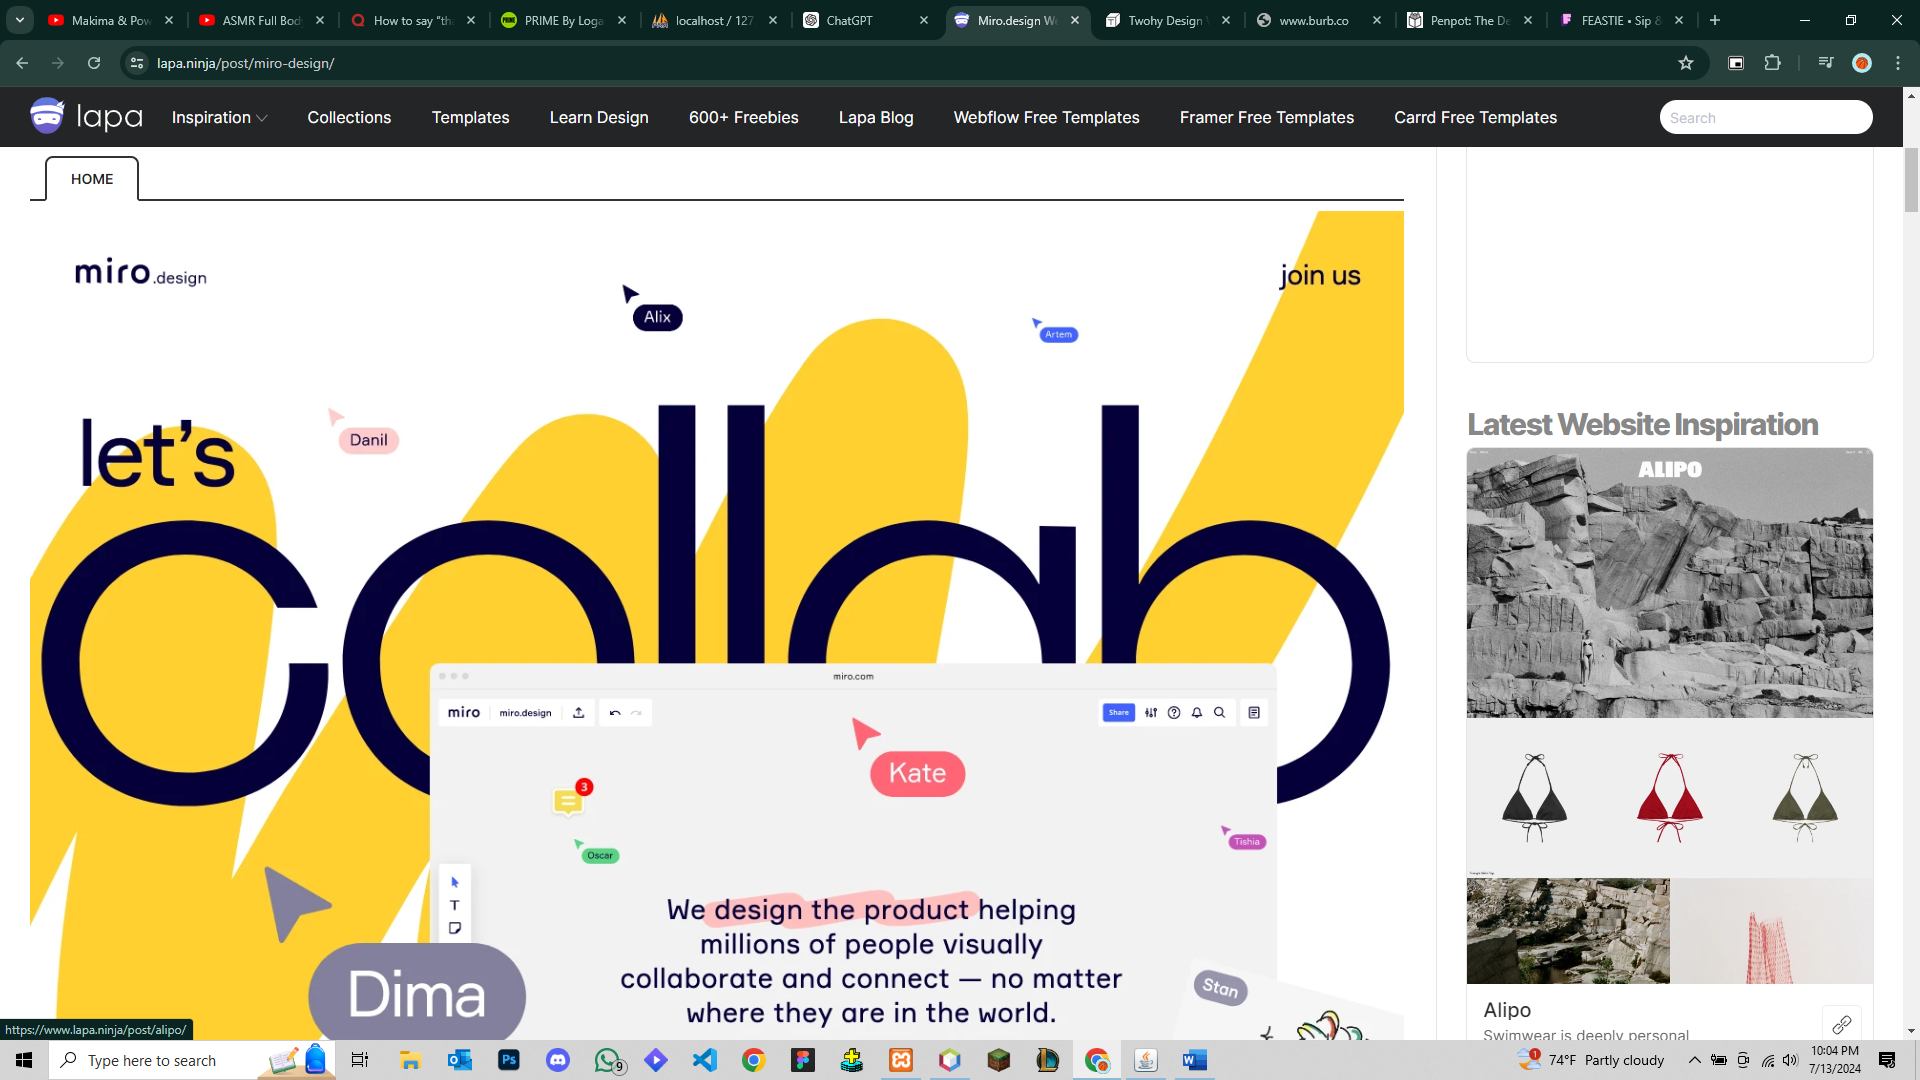 Makima & Pow
ASMR Full Bod
How to say “tha
PRIME By Loga
localhost / 127
ChatGPT
Miro.design We
Twohy Design
www.burb.co
Penpot: The De
FEASTIE • Sip &
lapa.ninja/post/miro-design/
lapa
Inspiration
Collections
Templates
Learn Design
600+ Freebies
Lapa Blog
Webflow Free Templates
Framer Free Templates
Carrd Free Templates
Search
HOME
miro.design
join us
Alix
Artem
Danil
let’s
collab
miro.com
miro
miro.design
Share
Kate
3
Oscar
Tishia
T
We design the product helping
millions of people visually
collaborate and connect — no matter
where they are in the world.
Dima
Stan
Latest Website Inspiration
ALIPO
Alipo
Swimwear is deeply personal
https://www.lapa.ninja/post/alipo/
Type here to search
Ps
9
W
1
74°F Partly cloudy
10:04 PM
7/13/2024